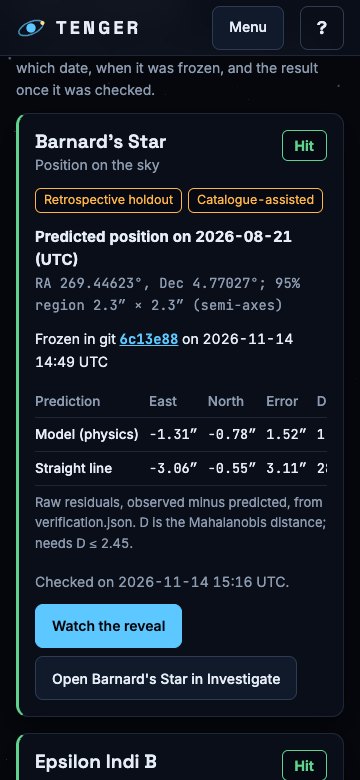 TENGER
Menu
?
which date, when it was frozen, and the result
once it was checked.
Barnard's Star
Hit
Position on the sky
Retrospective holdout
Catalogue-assisted
Predicted position on 2026-08-21
(UTC)
RA 269.44623°, Dec 4.77027°; 95%
region 2.3″ × 2.3″ (semi-axes)
Frozen in git 6c13e88 on 2026-11-14
14:49 UTC
Prediction East North Error D
Model (physics) -1.31″ -0.78″ 1.52″ 1
Straight line -3.06″ -0.55″ 3.11″
Raw residuals, observed minus predicted, from
verification.json. D is the Mahalanobis distance;
needs D ≤ 2.45.
Checked on 2026-11-14 15:16 UTC.
Watch the reveal
Open Barnard's Star in Investigate
Epsilon Indi B
Hit